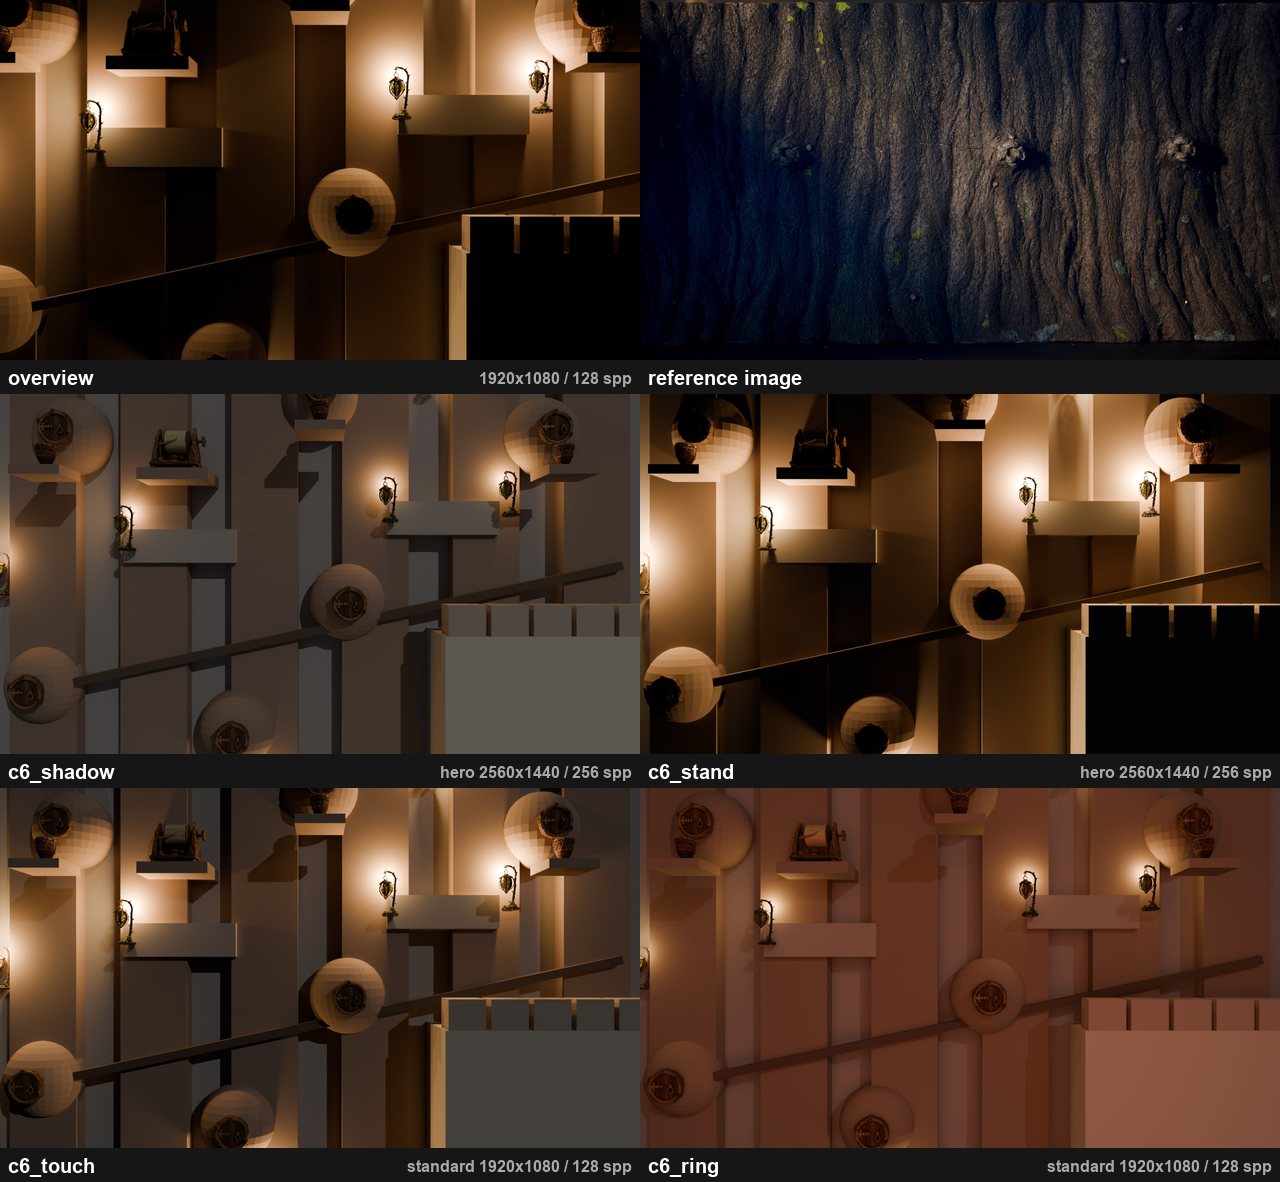 overview
1920x1080 / 128 spp
reference image
c6_shadow
hero 2560x1440 / 256 spp
c6_stand
hero 2560x1440 / 256 spp
c6_touch
standard 1920x1080 / 128 spp
c6_ring
standard 1920x1080 / 128 spp